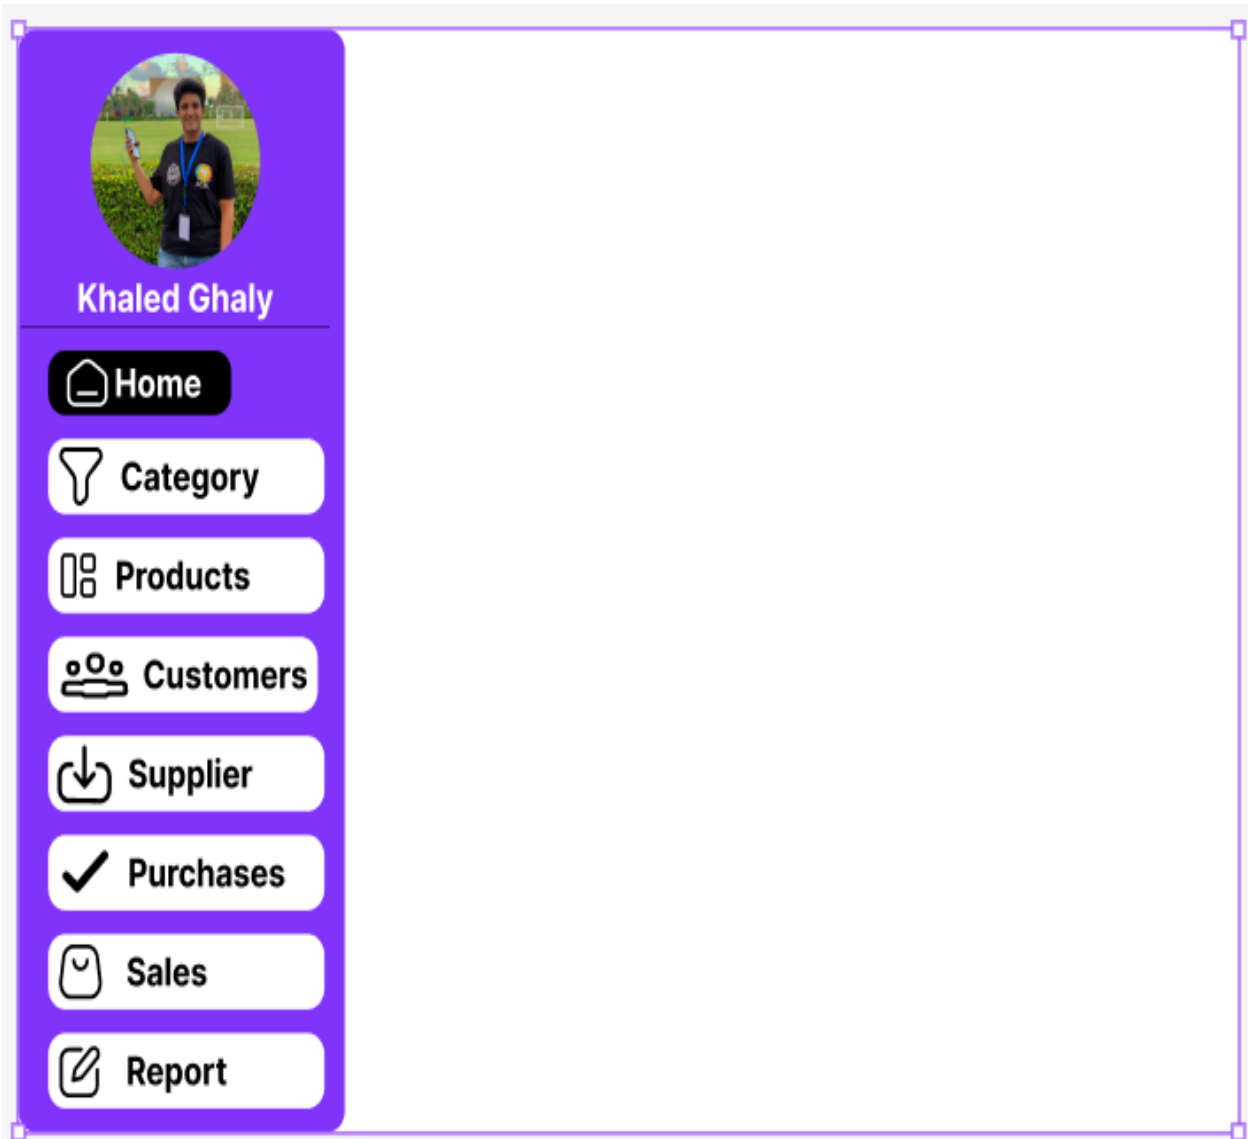 Khaled Ghaly
Home
Category
Products
Customers
Supplier
Purchases
Sales
Report